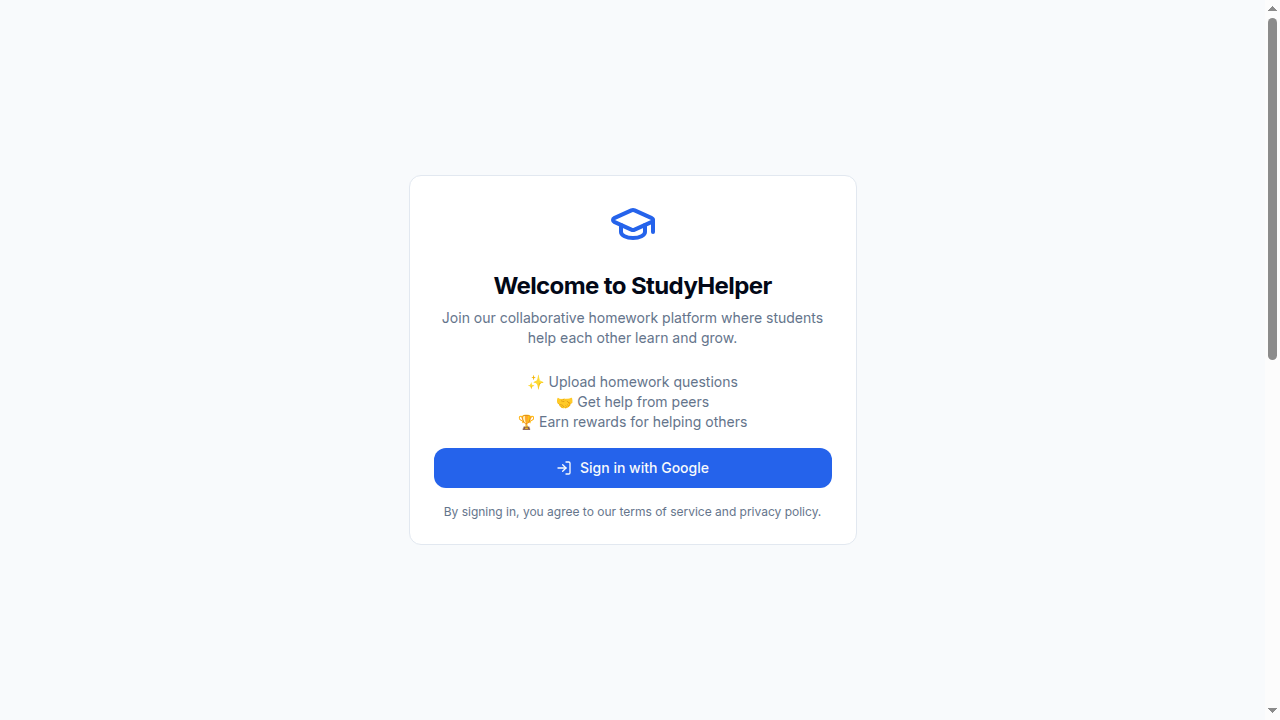 Welcome to StudyHelper
Join our collaborative homework platform where students
help each other learn and grow.
✨ Upload homework questions
🤝 Get help from peers
🏆 Earn rewards for helping others
Sign in with Google
By signing in, you agree to our terms of service and privacy policy.